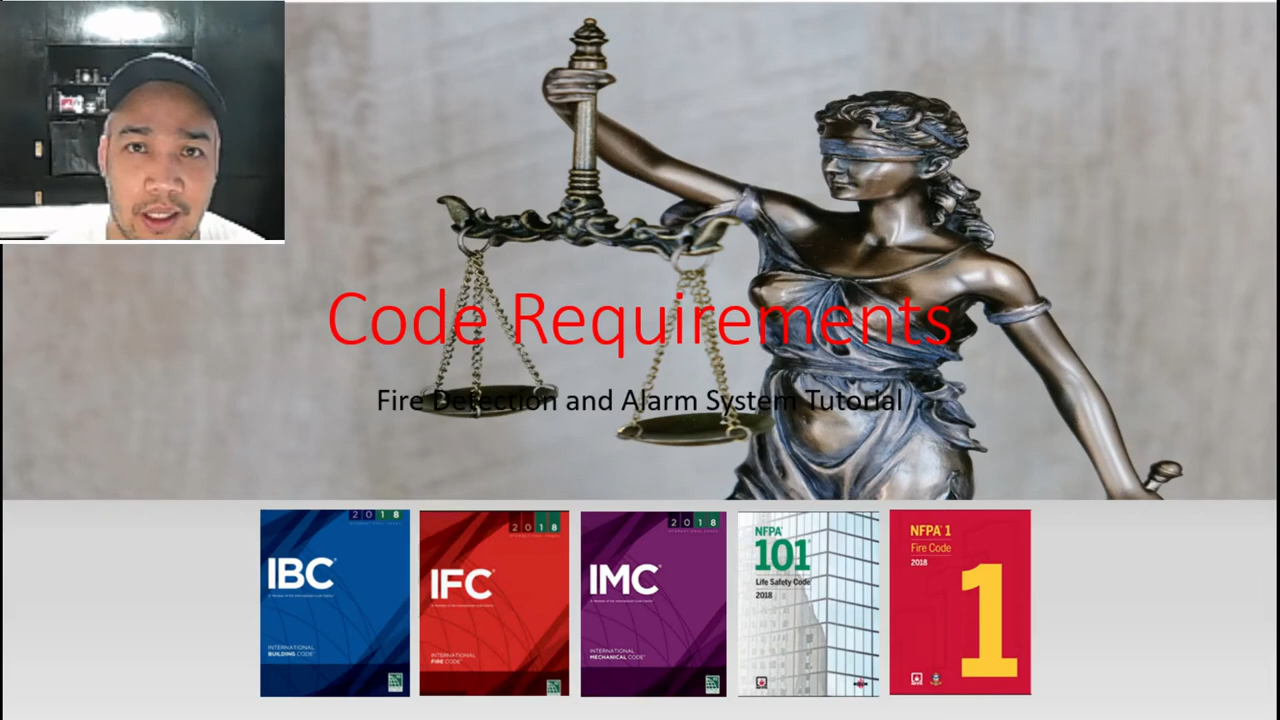 Code Requirements
Fire Detection and Alarm System Tutorial
2018
IBC
INTERNATIONAL
BUILDING CODE
2018
IFC
INTERNATIONAL
FIRE CODE
2018
IMC
INTERNATIONAL
MECHANICAL CODE
NFPA
101
Life Safety Code
2018
NFPA 1
Fire Code
2018
1